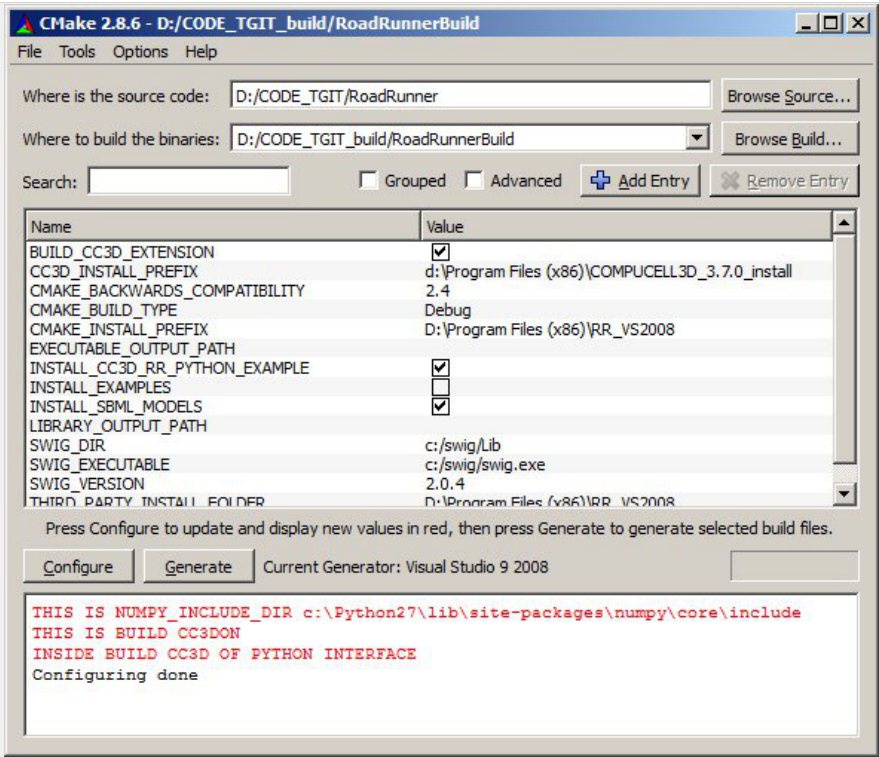 CMake 2.8.6 - D:/CODE_TGIT_build/RoadRunnerBuild
File Tools Options Help
Where is the source code: D:/CODE_TGIT/RoadRunner Browse Source...
Where to build the binaries: D:/CODE_TGIT_build/RoadRunnerBuild Browse Build...
Search: Grouped Advanced Add Entry Remove Entry
Name Value
BUILD_CC3D_EXTENSION
CC3D_INSTALL_PREFIX d:\Program Files (x86)\COMPUCELL3D_3.7.0_install
CMAKE_BACKWARDS_COMPATIBILITY 2.4
CMAKE_BUILD_TYPE Debug
CMAKE_INSTALL_PREFIX D:\Program Files (x86)\RR_VS2008
EXECUTABLE_OUTPUT_PATH
INSTALL_CC3D_RR_PYTHON_EXAMPLE
INSTALL_EXAMPLES
INSTALL_SBML_MODELS
LIBRARY_OUTPUT_PATH
SWIG_DIR c:/swig/Lib
SWIG_EXECUTABLE c:/swig/swig.exe
SWIG_VERSION 2.0.4
THIRD_PARTY_INSTALL_FOLDER D:\Program Files (x86)\RR_VS2008
Press Configure to update and display new values in red, then press Generate to generate selected build files.
Configure Generate Current Generator: Visual Studio 9 2008
THIS IS NUMPY_INCLUDE_DIR c:\Python27\lib\site-packages\numpy\core\include
THIS IS BUILD CC3DON
INSIDE BUILD CC3D OF PYTHON INTERFACE
Configuring done